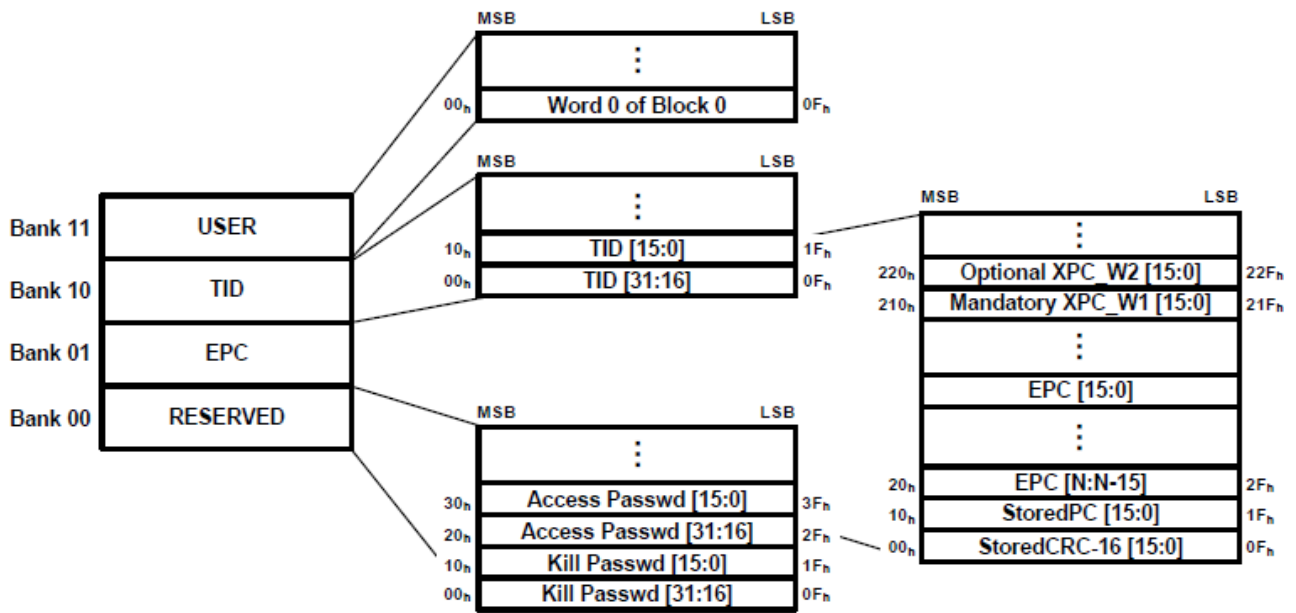 MSB LSB
⋮
00h Word 0 of Block 0 0Fh
MSB LSB
⋮
10h TID [15:0] 1Fh
00h TID [31:16] 0Fh
Bank 11 USER
Bank 10 TID
Bank 01 EPC
Bank 00 RESERVED
MSB LSB
⋮
30h Access Passwd [15:0] 3Fh
20h Access Passwd [31:16] 2Fh
10h Kill Passwd [15:0] 1Fh
00h Kill Passwd [31:16] 0Fh
MSB LSB
⋮
220h Optional XPC_W2 [15:0] 22Fh
210h Mandatory XPC_W1 [15:0] 21Fh
⋮
EPC [15:0]
⋮
20h EPC [N:N-15] 2Fh
10h StoredPC [15:0] 1Fh
00h StoredCRC-16 [15:0] 0Fh